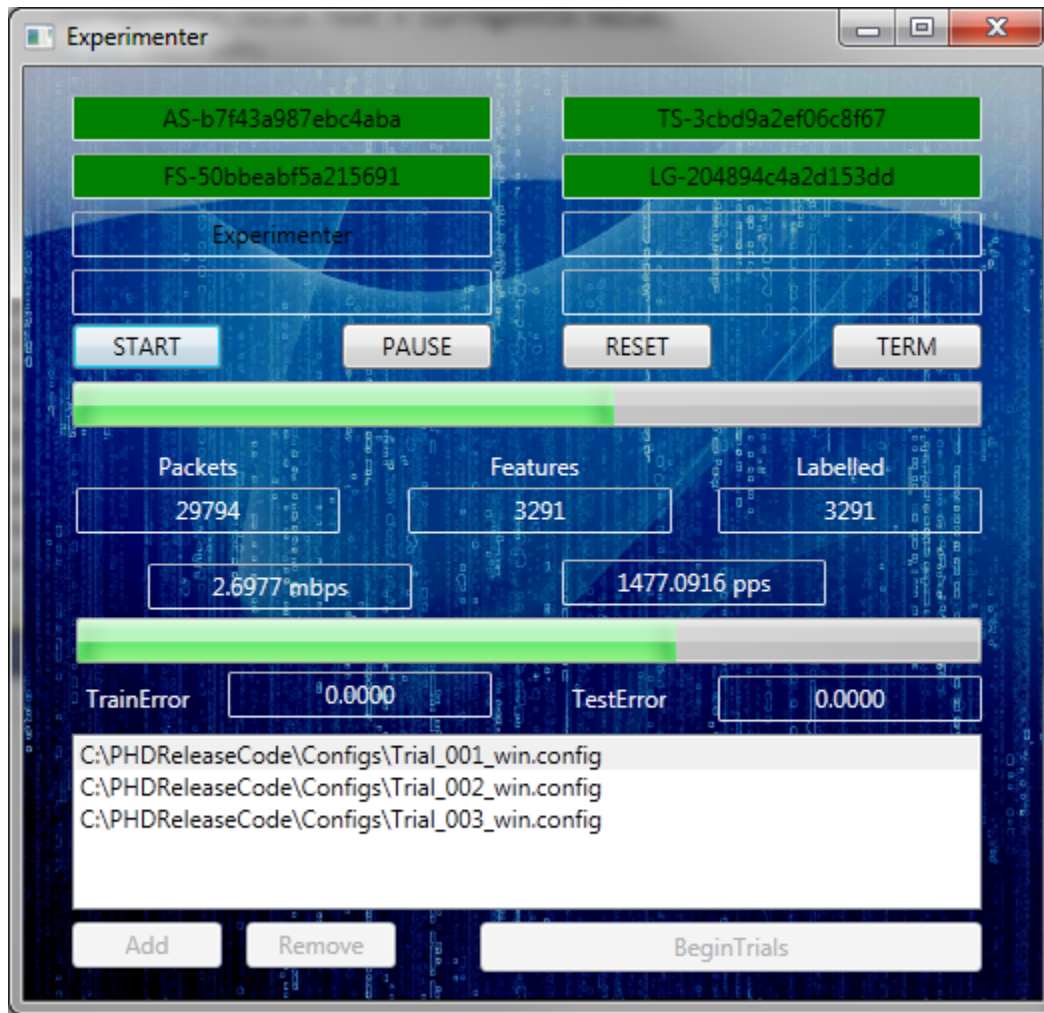 Experimenter
AS-b7f43a987ebc4aba TS-3cbd9a2ef06c8f67
FS-50bbeabf5a215691 LG-204894c4a2d153dd
Experimenter
START PAUSE RESET TERM
Packets Features Labelled
29794 3291 3291
2.6977 mbps 1477.0916 pps
TrainError 0.0000 TestError 0.0000
C:\PHDReleaseCode\Configs\Trial_001_win.config
C:\PHDReleaseCode\Configs\Trial_002_win.config
C:\PHDReleaseCode\Configs\Trial_003_win.config
Add Remove BeginTrials